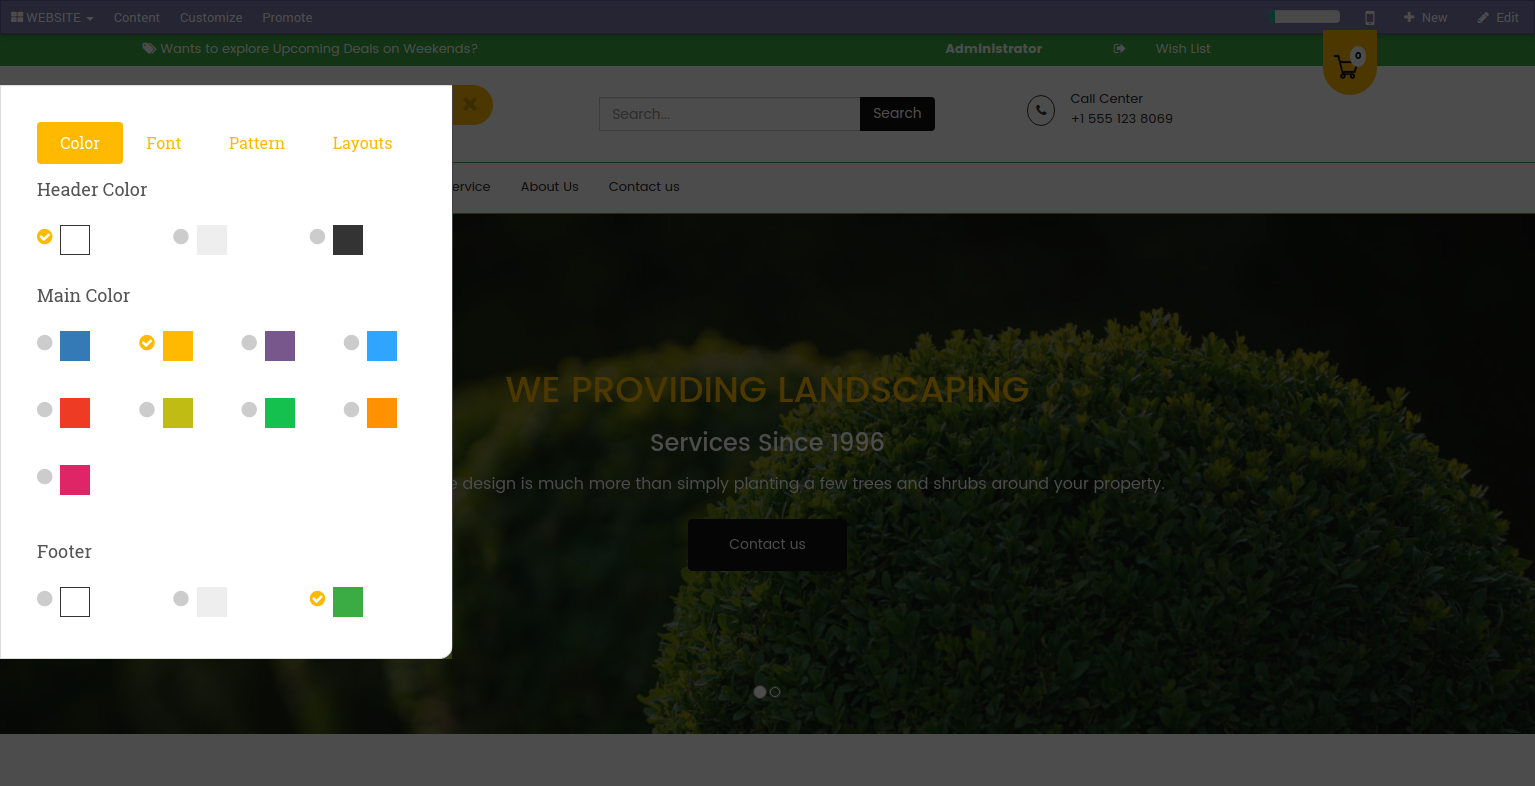 WEBSITE Content Customize Promote New Edit
Wants to explore Upcoming Deals on Weekends? Administrator Wish List
0
Search... Search
Call Center
+1 555 123 8069
ervice About Us Contact us
Color Font Pattern Layouts
Header Color
Main Color
Footer
WE PROVIDING LANDSCAPING
Services Since 1996
e design is much more than simply planting a few trees and shrubs around your property.
Contact us